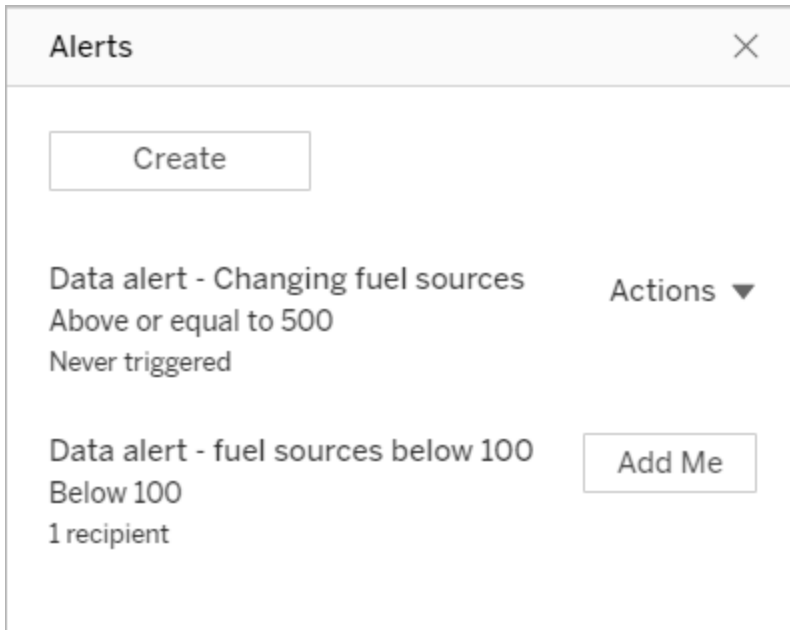 Alerts
Create
Data alert - Changing fuel sources
Actions
Above or equal to 500
Never triggered
Data alert - fuel sources below 100
Add Me
Below 100
1 recipient